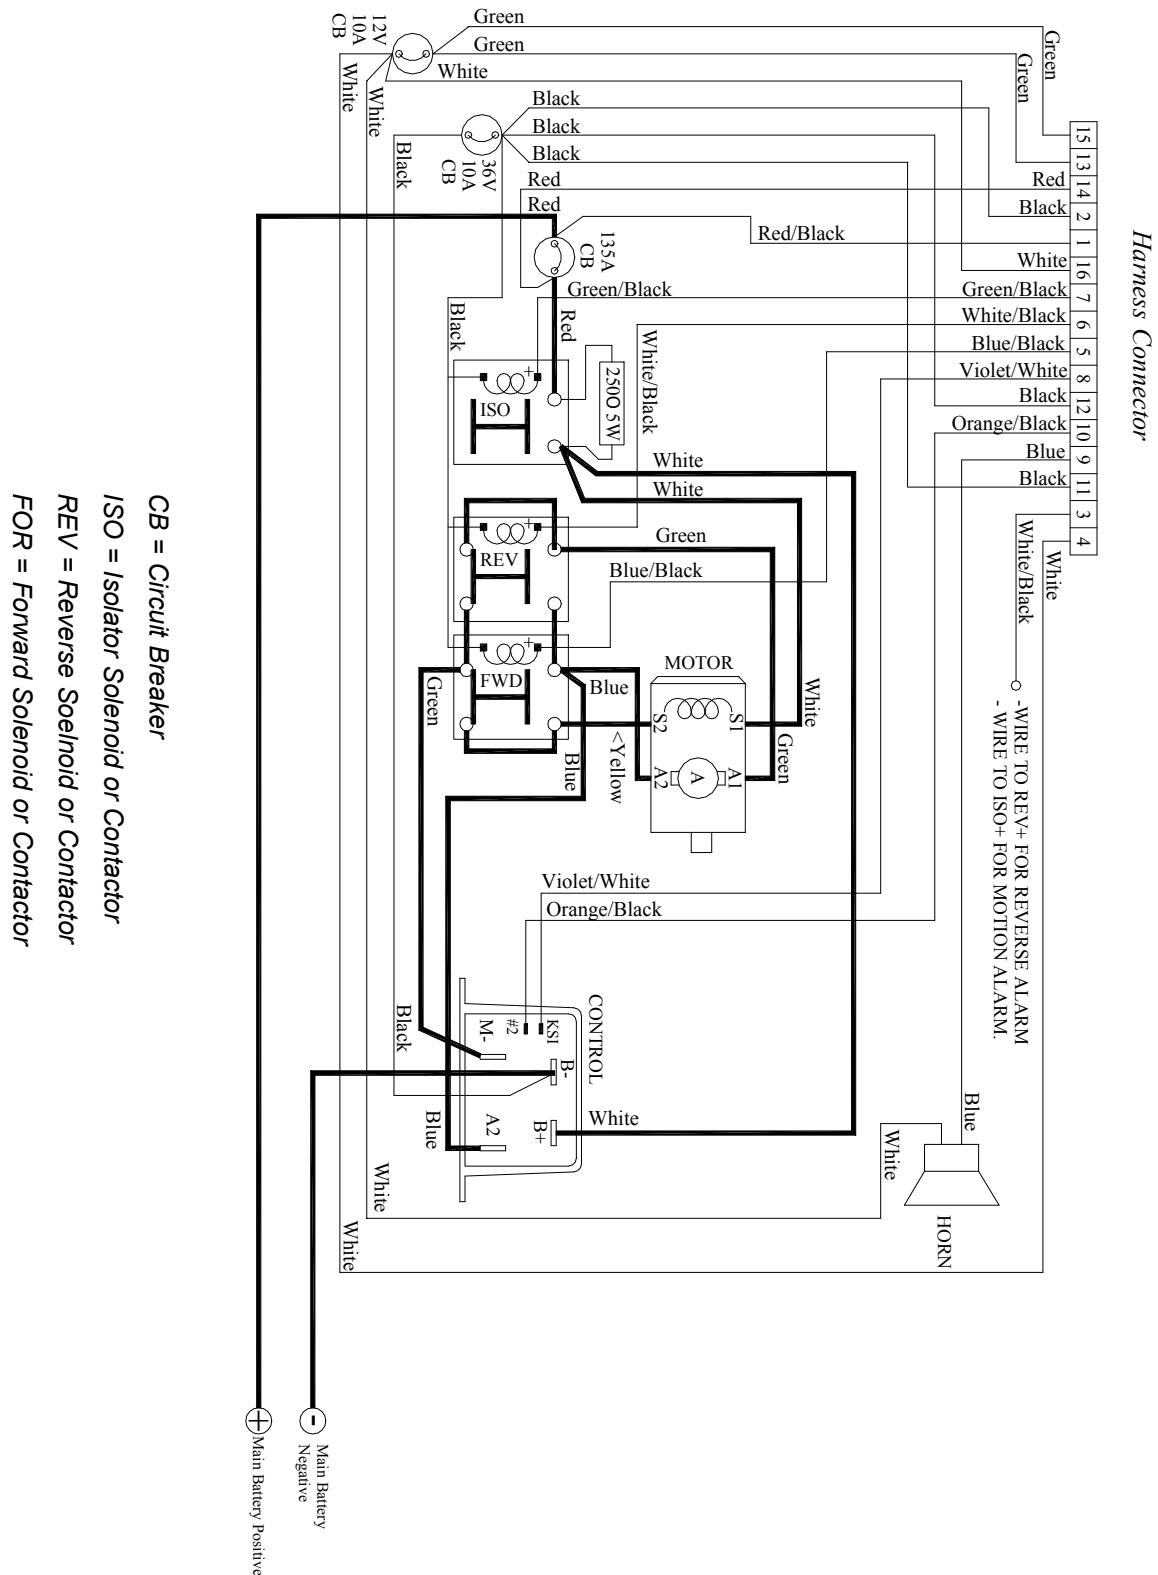 Harness Connector
15
13
14
2
1
16
7
6
5
8
12
10
9
11
3
4
Green
Green
White
Green
Green
12V
10A
CB
White
White
Black
Black
Black
36V
10A
CB
Black
Red
Red
Red
Black
Red/Black
White
135A
CB
Green/Black
Green/Black
White/Black
Blue/Black
Violet/White
Black
Orange/Black
Blue
Black
White/Black
White
Black
Red
White/Black
+
ISO
250O 5W
White
White
+
REV
Green
Blue/Black
+
FWD
Green
Blue
Blue
<Yellow
MOTOR
S2
S1
A2
A
A1
White
Green
- WIRE TO REV+ FOR REVERSE ALARM
- WIRE TO ISO+ FOR MOTION ALARM.
Violet/White
Orange/Black
CONTROL
KSI
#2
M-
B-
A2
B+
Black
Blue
White
White
White
Blue
White
HORN
-
Main Battery
Negative
+
Main Battery Positive
CB = Circuit Breaker
ISO = Isolator Solenoid or Contactor
REV = Reverse Soelnoid or Contactor
FOR = Forward Solenoid or Contactor